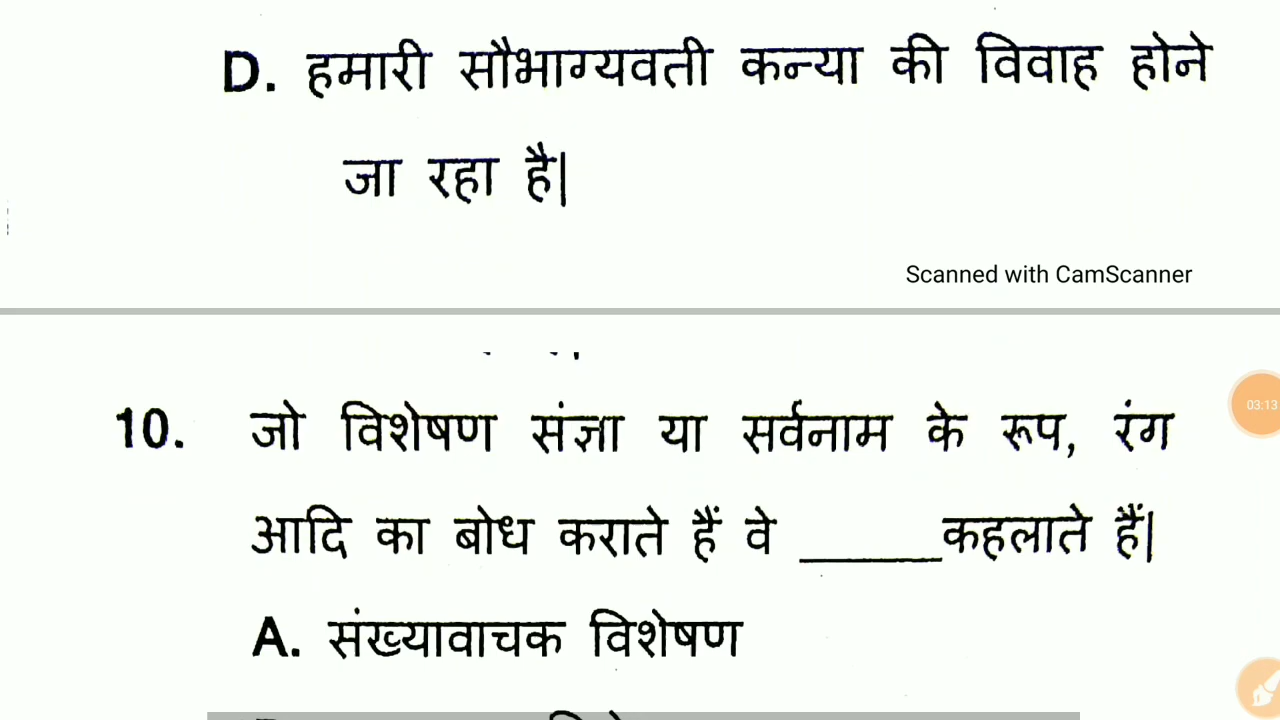 D. हमारी सौभाग्यवती कन्या की विवाह होने
जा रहा है|
Scanned with CamScanner
10. जो विशेषण संज्ञा या सर्वनाम के रूप, रंग
03:13
आदि का बोध कराते हैं वे ______कहलाते हैं|
A. संख्यावाचक विशेषण